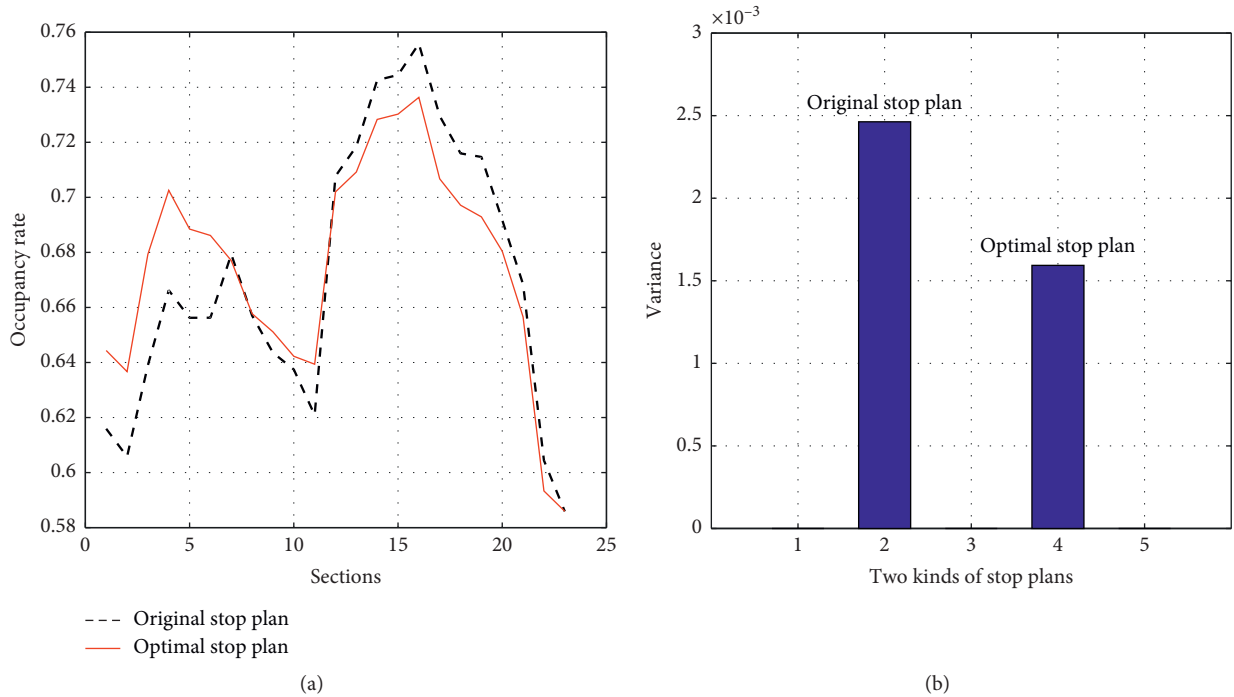 0.76
0.74
0.72
0.7
0.68
0.66
0.64
0.62
0.6
0.58
Occupancy rate
0 5 10 15 20 25
Sections
Original stop plan
Optimal stop plan
(a)
×10⁻³
3
2.5
2
1.5
1
0.5
0
Variance
Original stop plan
Optimal stop plan
1 2 3 4 5
Two kinds of stop plans
(b)